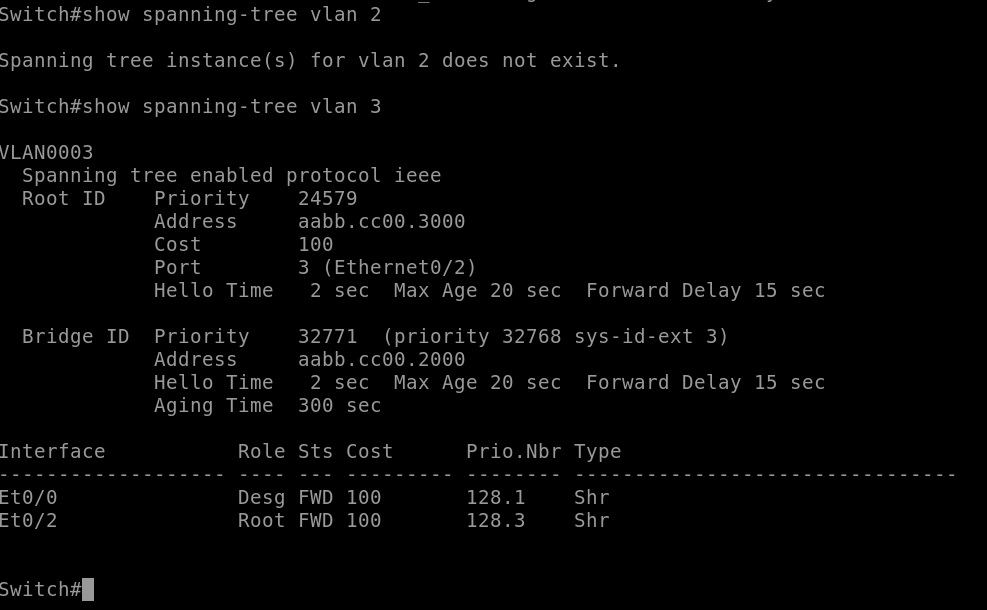 Switch#show spanning-tree vlan 2
Spanning tree instance(s) for vlan 2 does not exist.
Switch#show spanning-tree vlan 3
VLAN0003
  Spanning tree enabled protocol ieee
  Root ID    Priority    24579
             Address     aabb.cc00.3000
             Cost        100
             Port        3 (Ethernet0/2)
             Hello Time   2 sec  Max Age 20 sec  Forward Delay 15 sec
  Bridge ID  Priority    32771  (priority 32768 sys-id-ext 3)
             Address     aabb.cc00.2000
             Hello Time   2 sec  Max Age 20 sec  Forward Delay 15 sec
             Aging Time  300 sec
Interface           Role Sts Cost      Prio.Nbr Type
------------------- ---- --- --------- -------- --------------------------------
Et0/0               Desg FWD 100       128.1    Shr
Et0/2               Root FWD 100       128.3    Shr
Switch#